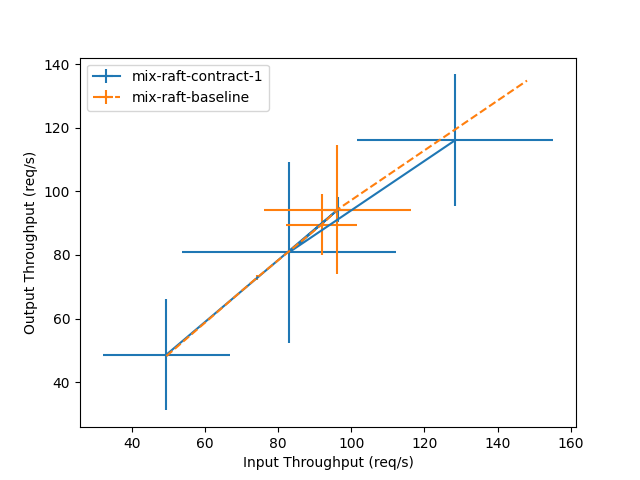 mix-raft-contract-1
mix-raft-baseline
140
120
100
80
60
40
Output Throughput (req/s)
40 60 80 100 120 140 160
Input Throughput (req/s)